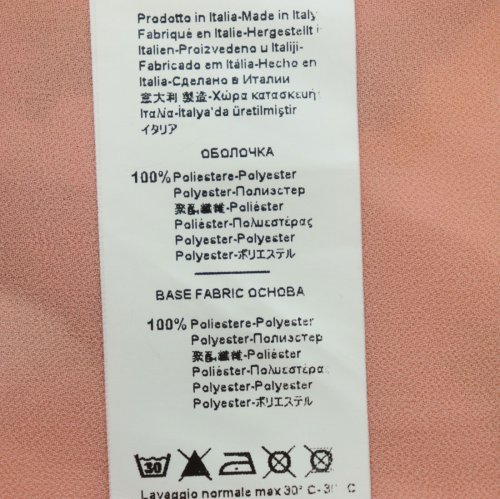 Prodotto in Italia-Made in Italy
Fabriqué en Italie-Hergestellt i
Italien-Proizvedeno u Italiji-
Fabricado em Itália-Hecho en
Italia-Сделано в Италии
意大利 製造-Χώρα κατασκευή
Ιταλία-İtalya'da üretilmiştir
イタリア
ОБОЛОЧКА
100% Poliestere-Polyester
Polyester-Полиэстер
聚酯纖維-Poliéster
Poliéster-Πολυεστέρας
Polyester-Polyester
Polyester-ポリエステル
BASE FABRIC ОСНОВА
100% Poliestere-Polyester
Polyester-Полиэстер
聚酯纖維-Poliéster
Poliéster-Πολυεστέρας
Polyester-Polyester
Polyester-ポリエステル
30
Lavaggio normale max 30° C-30° C